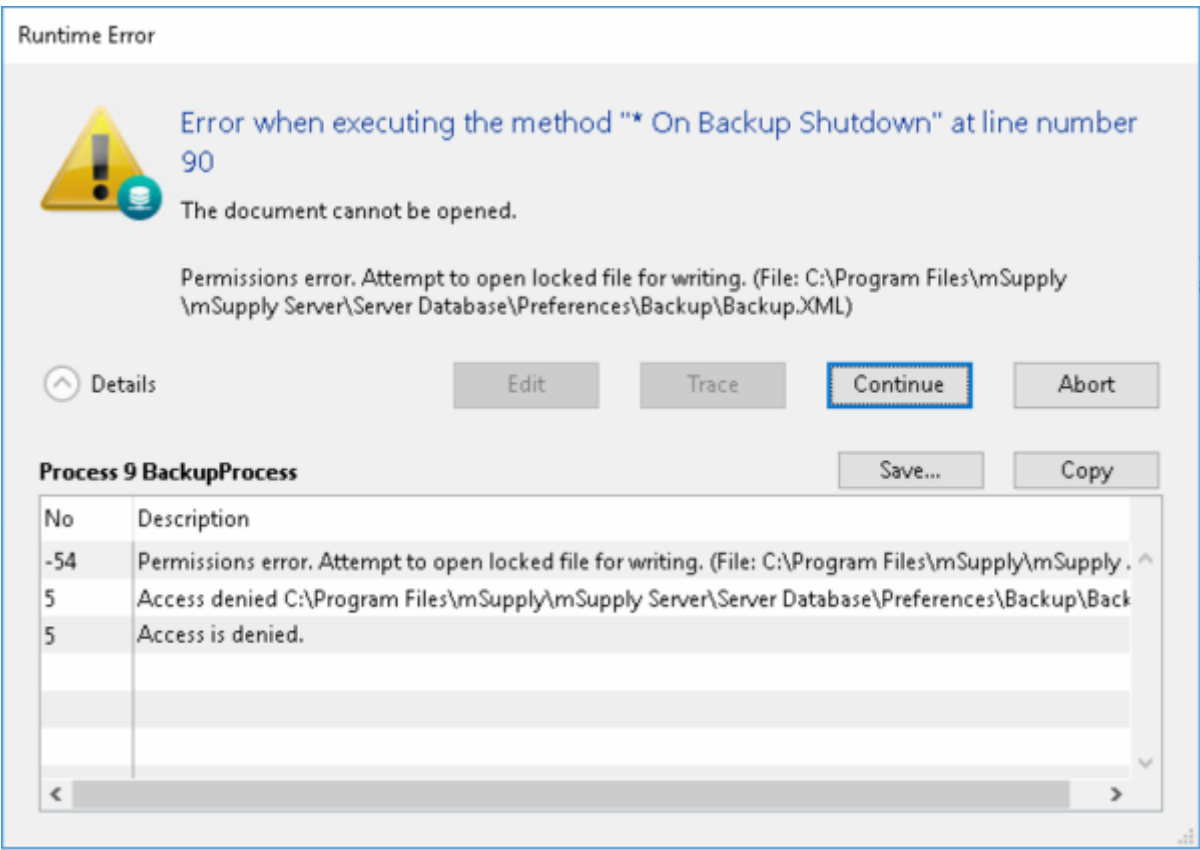 Runtime Error
Error when executing the method "* On Backup Shutdown" at line number
90
The document cannot be opened.
Permissions error. Attempt to open locked file for writing. (File: C:\Program Files\mSupply
\mSupply Server\Server Database\Preferences\Backup\Backup.XML)
Details
Edit
Trace
Continue
Abort
Process 9 BackupProcess
Save...
Copy
No Description
-54 Permissions error. Attempt to open locked file for writing. (File: C:\Program Files\mSupply\mSupply .
5 Access denied C:\Program Files\mSupply\mSupply Server\Server Database\Preferences\Backup\Back
5 Access is denied.